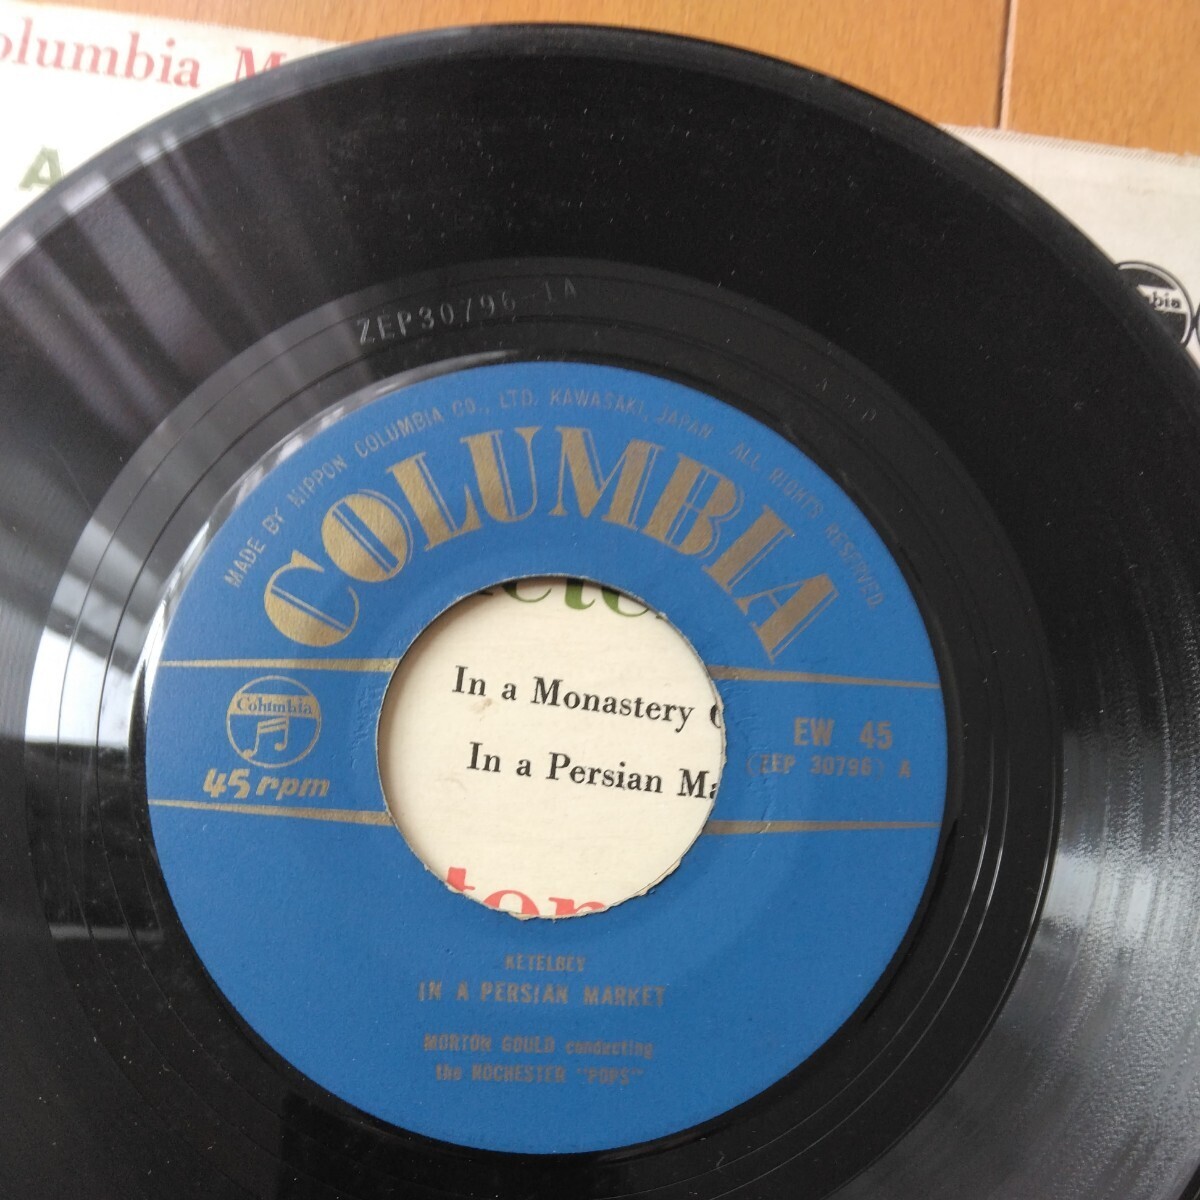 olumbia M
A
ZEP30796-1A
MADE BY NIPPON COLUMBIA CO., LTD. KAWASAKI, JAPAN ALL RIGHTS RESERVED
COLUMBIA
Columbia
45 rpm
EW 45
(ZEP 30796) A
In a Monastery
In a Persian Ma
KETELBEY
IN A PERSIAN MARKET
MORTON GOULD conducting
the ROCHESTER "POPS"